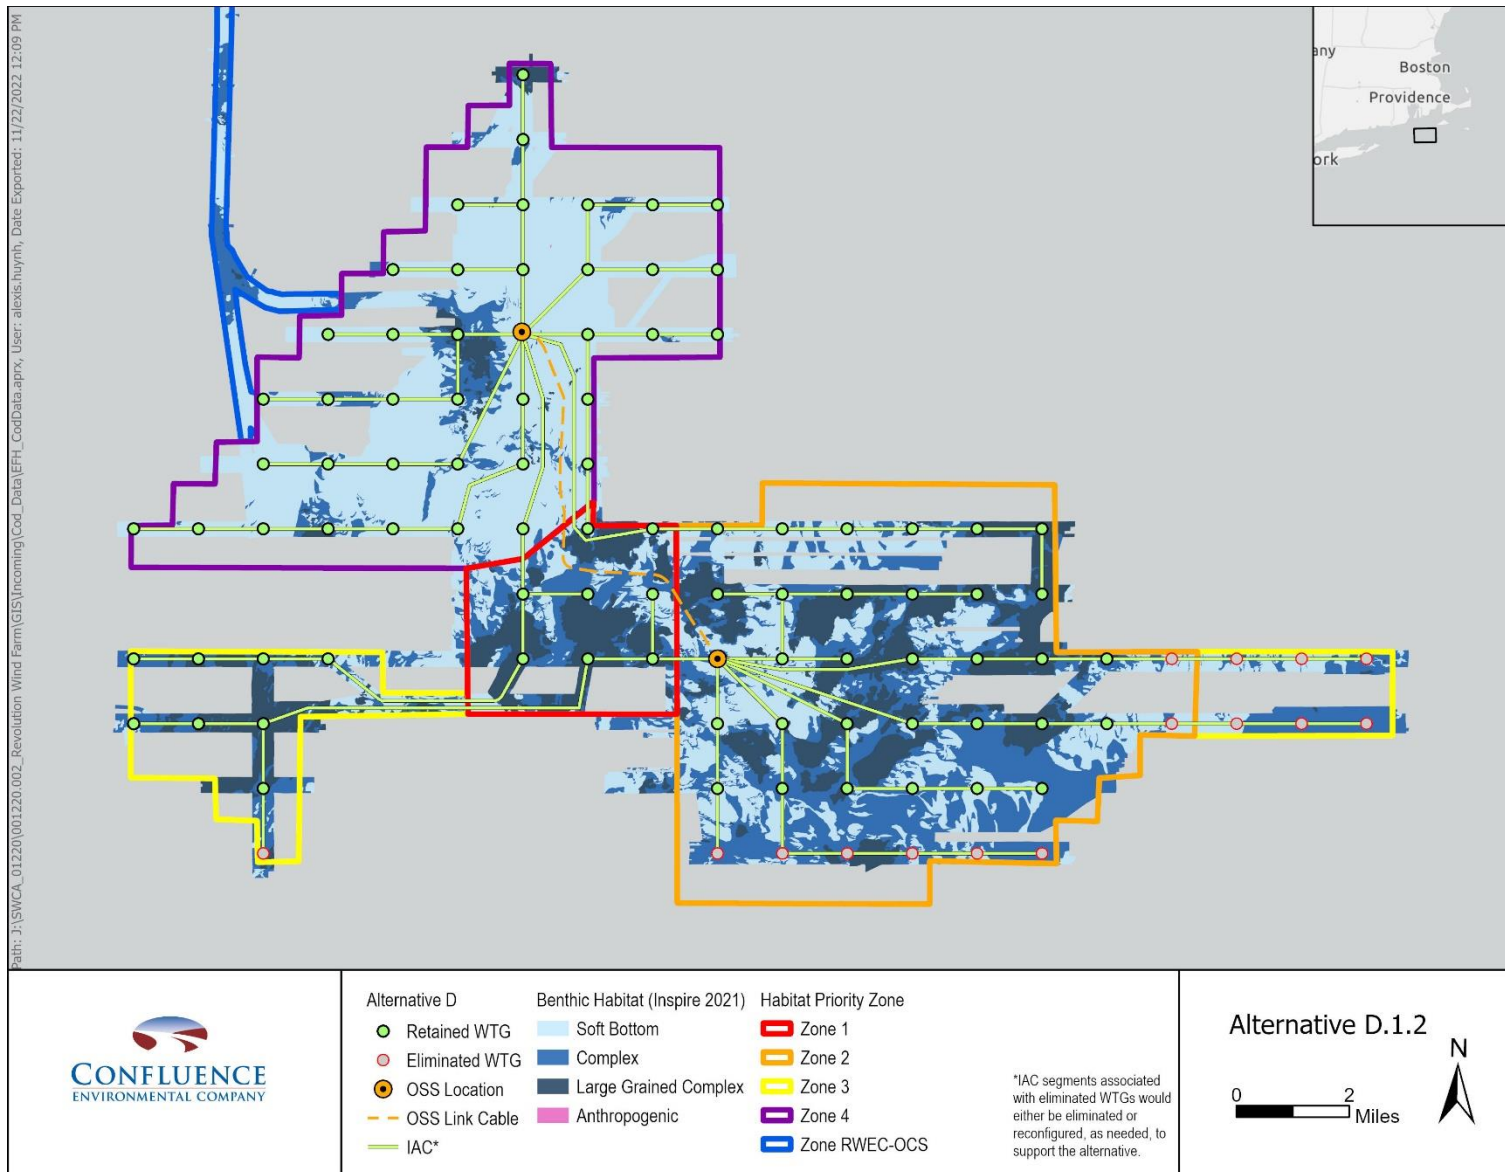 Path: J:\SWCA_01220\001220.002_Revolution Wind Farm\GIS\Incoming\Cod_Data\EFH_CodData.aprx, User: alexis.huynh, Date Exported: 11/22/2022 12:09 PM
any
Boston
Providence
ork
CONFLUENCE
ENVIRONMENTAL COMPANY
Alternative D
Retained WTG
Eliminated WTG
OSS Location
OSS Link Cable
IAC*
Benthic Habitat (Inspire 2021)
Soft Bottom
Complex
Large Grained Complex
Anthropogenic
Habitat Priority Zone
Zone 1
Zone 2
Zone 3
Zone 4
Zone RWEC-OCS
*IAC segments associated
with eliminated WTGs would
either be eliminated or
reconfigured, as needed, to
support the alternative.
Alternative D.1.2
N
0 2
Miles